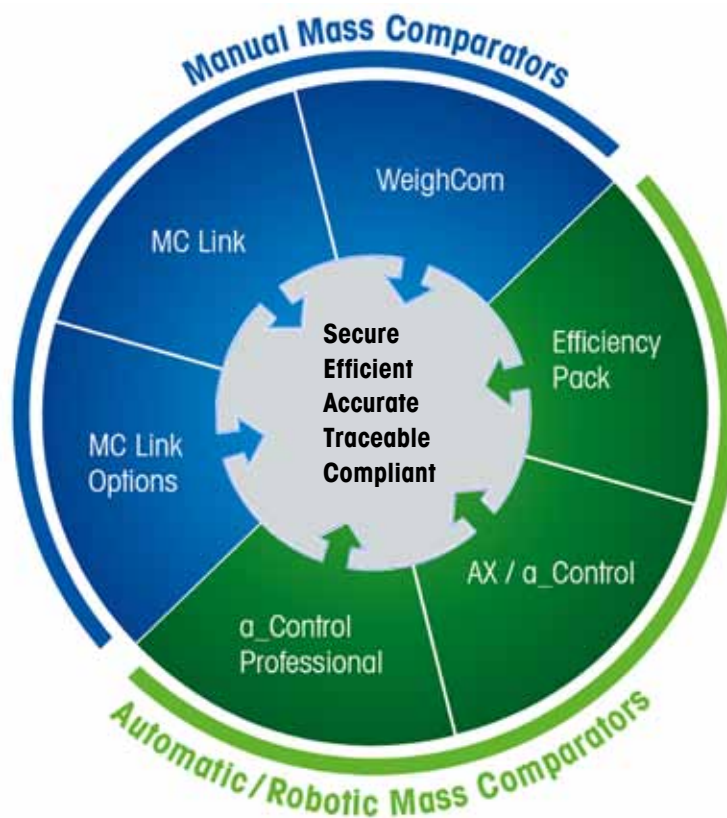 Manual Mass Comparators
WeighCom
MC Link
Efficiency
Pack
Secure
Efficient
Accurate
Traceable
Compliant
MC Link
Options
AX / a_Control
a_Control
Professional
Automatic/Robotic Mass Comparators